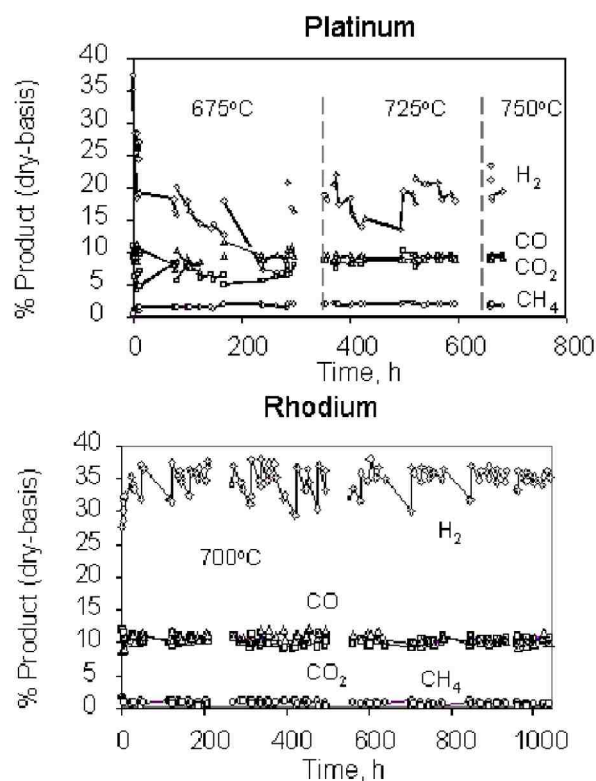 Platinum
% Product (dry-basis)
40
35
30
25
20
15
10
5
0
675°C
725°C
750°C
H2
CO
CO2
CH4
0
200
400
600
800
Time, h
Rhodium
% Product (dry-basis)
40
35
30
25
20
15
10
5
0
700°C
H2
CO
CO2
CH4
0
200
400
600
800
1000
Time, h